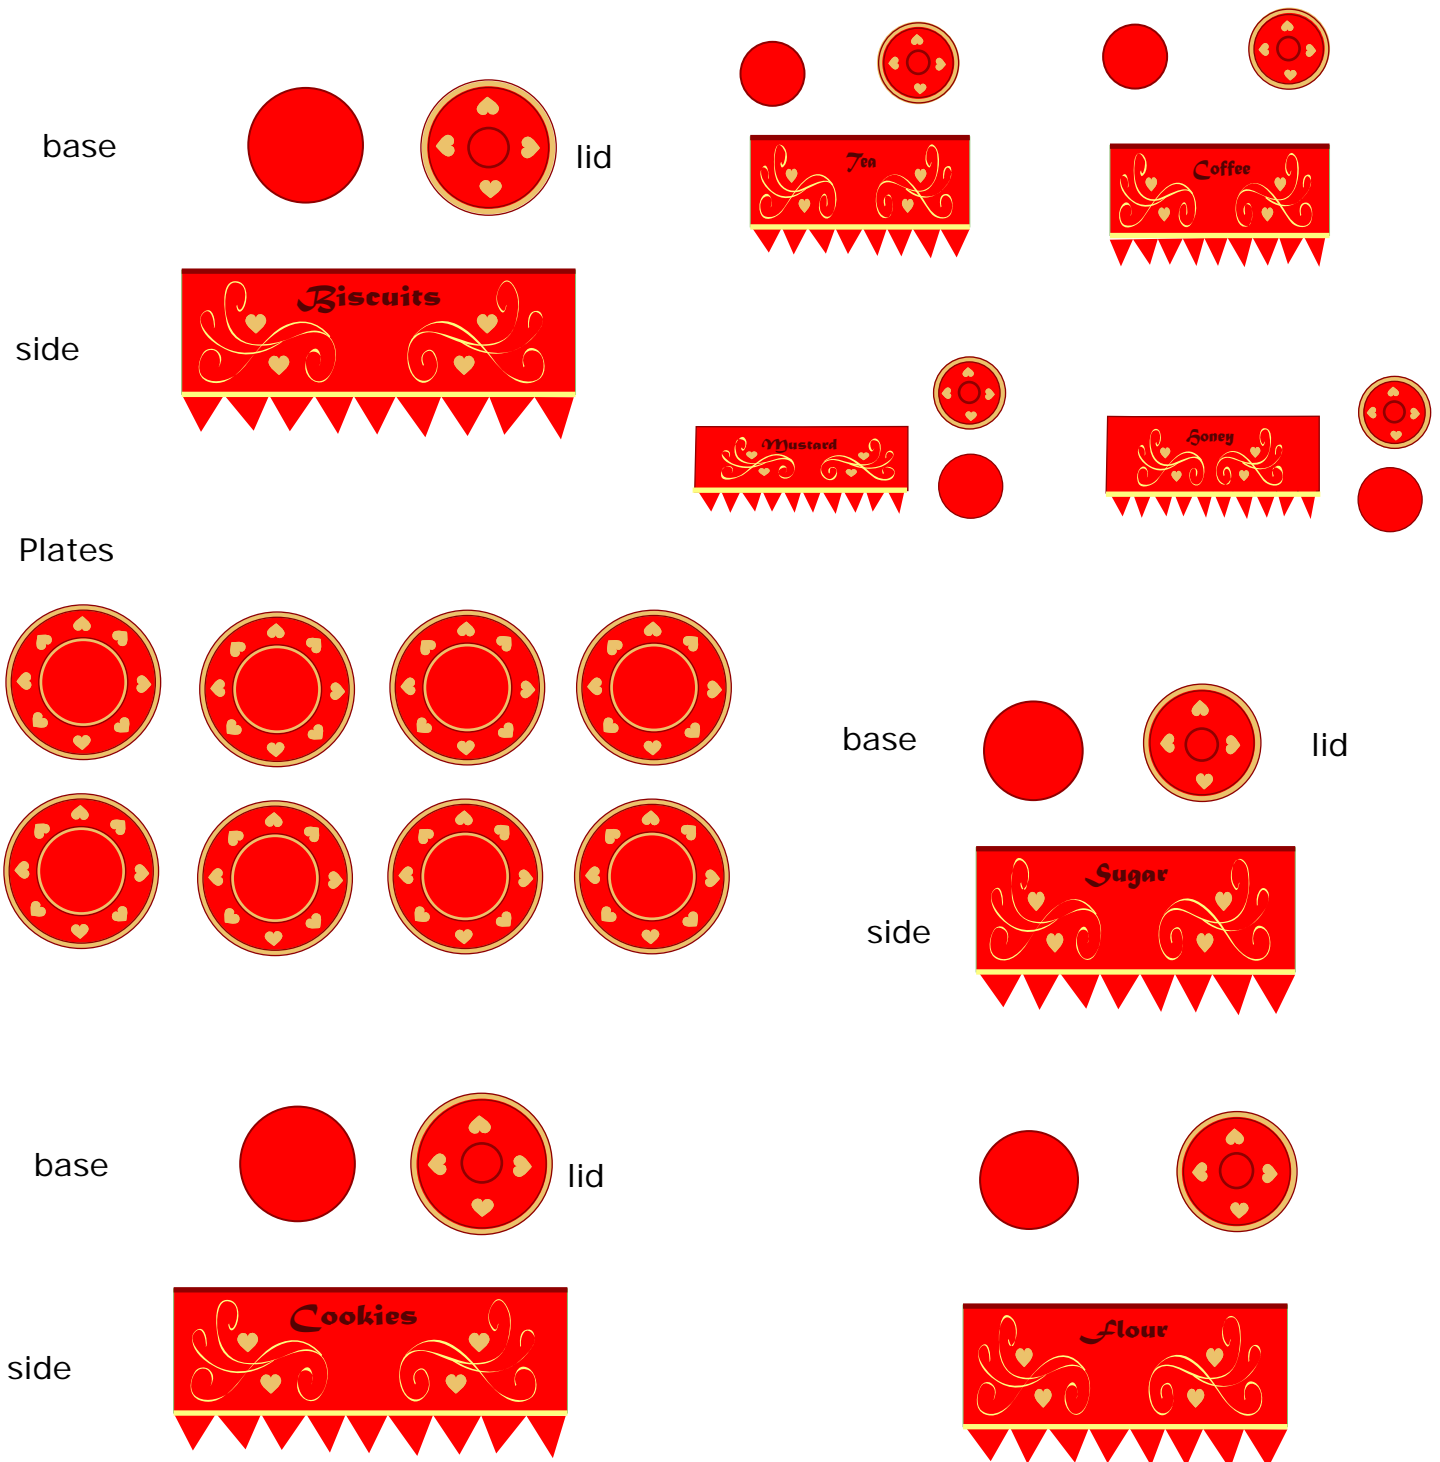 base
lid
Tea
Coffee
Biscuits
side
Mustard
Honey
Plates
base
lid
Sugar
side
base
lid
Cookies
side
Flour